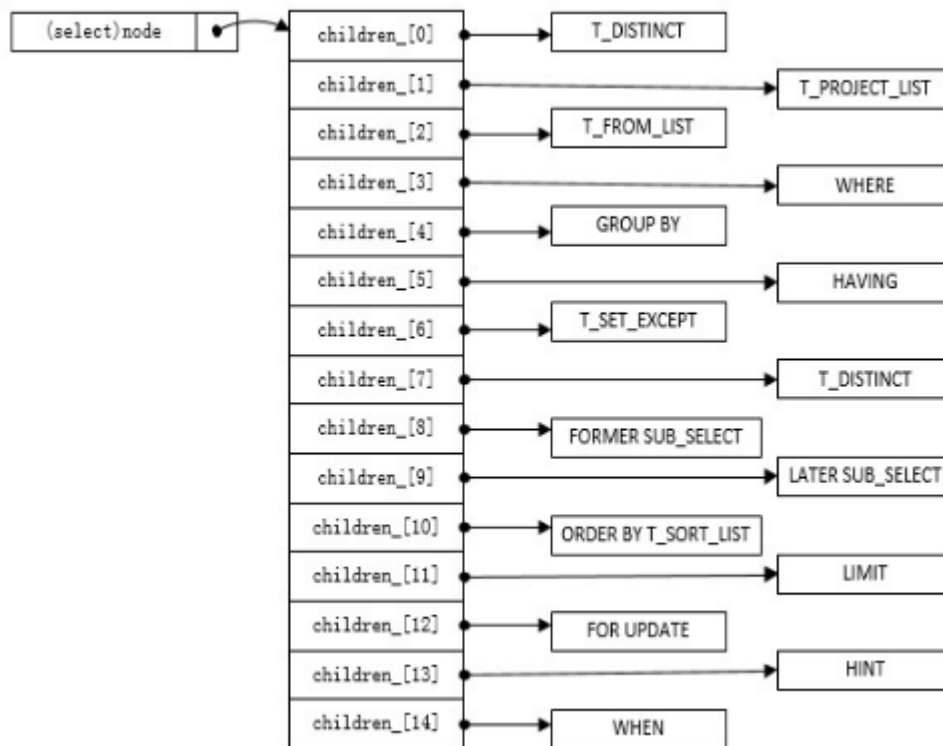 (select)node
children_[0]
T_DISTINCT
children_[1]
T_PROJECT_LIST
children_[2]
T_FROM_LIST
children_[3]
WHERE
children_[4]
GROUP BY
children_[5]
HAVING
children_[6]
T_SET_EXCEPT
children_[7]
T_DISTINCT
children_[8]
FORMER SUB_SELECT
children_[9]
LATER SUB_SELECT
children_[10]
ORDER BY T_SORT_LIST
children_[11]
LIMIT
children_[12]
FOR UPDATE
children_[13]
HINT
children_[14]
WHEN